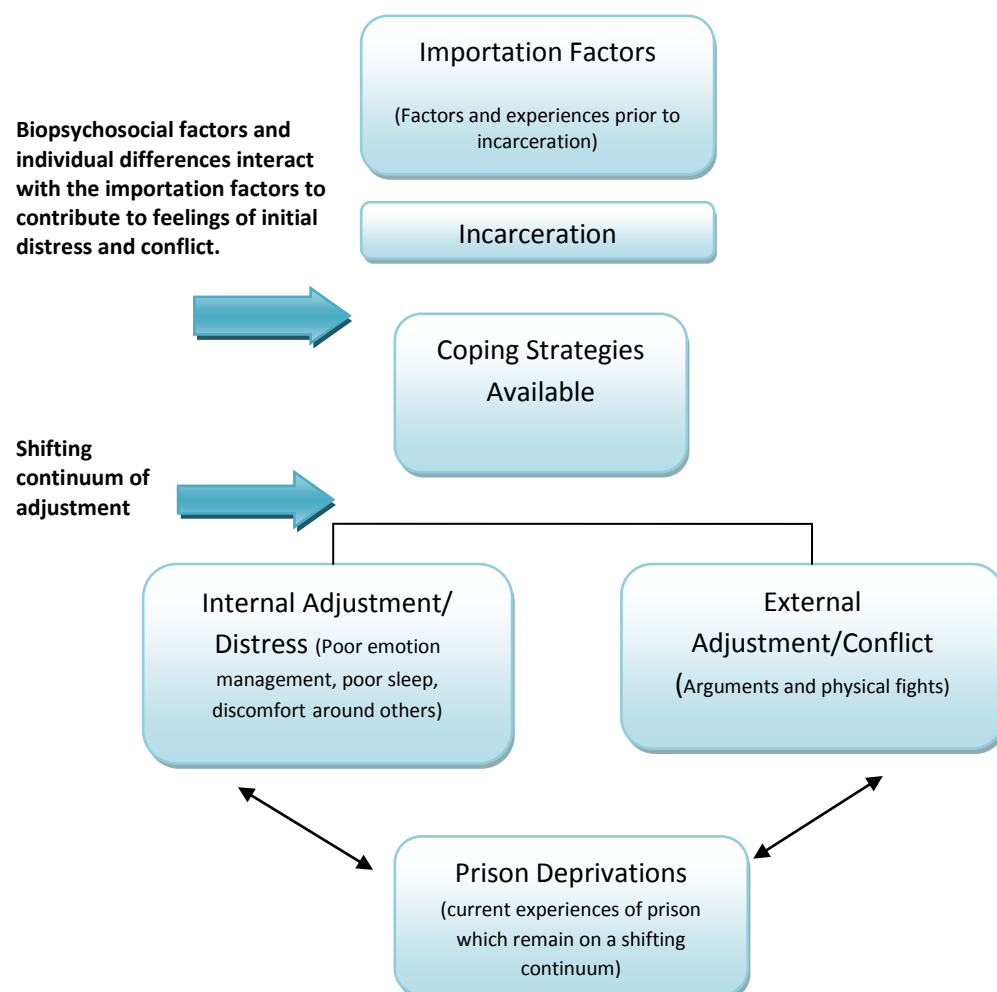 Importation Factors
(Factors and experiences prior to
incarceration)
Biopsychosocial factors and
individual differences interact
with the importation factors to
contribute to feelings of initial
distress and conflict.
Incarceration
Coping Strategies
Available
Shifting
continuum of
adjustment
Internal Adjustment/
Distress (Poor emotion
management, poor sleep,
discomfort around others)
External
Adjustment/Conflict
(Arguments and physical fights)
Prison Deprivations
(current experiences of prison
which remain on a shifting
continuum)